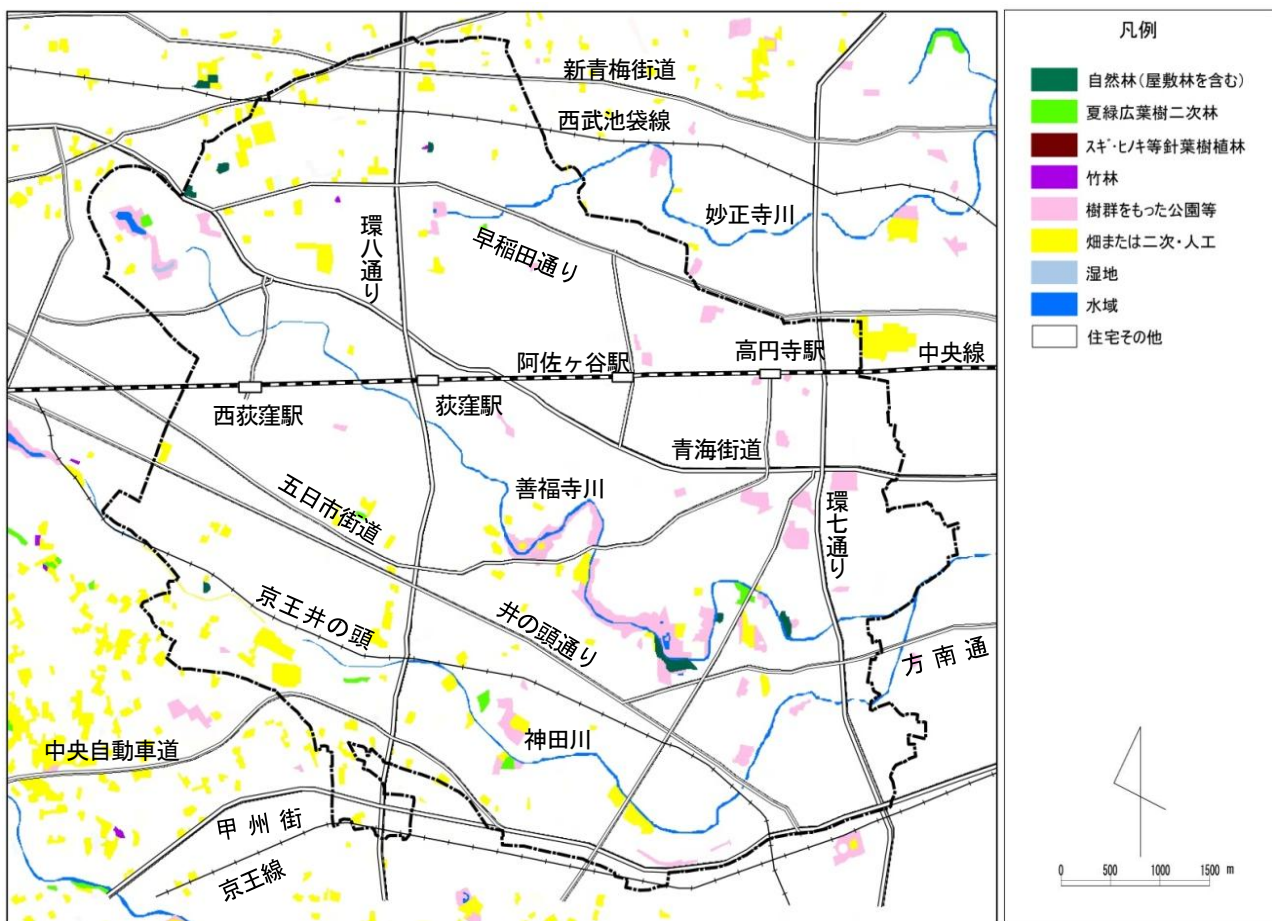 新青梅街道
西武池袋線
妙正寺川
環八通り
早稲田通り
阿佐ヶ谷駅
高円寺駅
中央線
西荻窪駅
荻窪駅
青海街道
五日市街道
善福寺川
環七通り
京王井の頭
井の頭通り
方南通
中央自動車道
神田川
甲州街
京王線
凡例
自然林(屋敷林を含む)
夏緑広葉樹二次林
スギ・ヒノキ等針葉樹植林
竹林
樹群をもった公園等
畑または二次・人工
湿地
水域
住宅その他
0 500 1000 1500 m